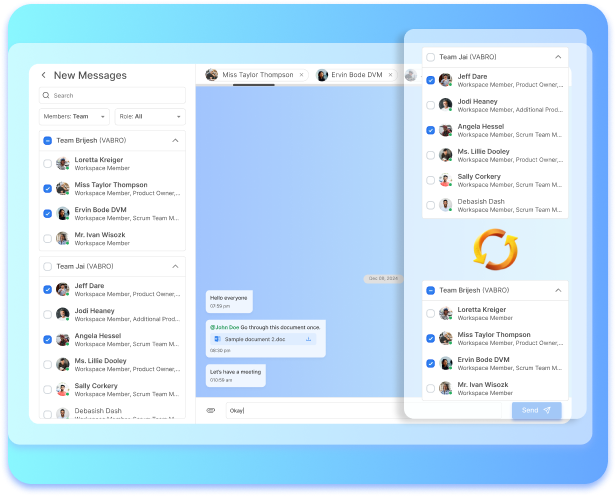 New Messages
Search
Members: Team
Role: All
Team Brijesh (VABRO)
Loretta Kreiger
Workspace Member
Miss Taylor Thompson
Workspace Member, Product Owner,...
Ervin Bode DVM
Workspace Member, Scrum Team M...
Mr. Ivan Wisozk
Workspace Member
Team Jai (VABRO)
Jeff Dare
Workspace Member, Product Owner,...
Jodi Heaney
Workspace Member, Additional Prod...
Angela Hessel
Workspace Member, Scrum Team M...
Ms. Lillie Dooley
Workspace Member, Product Owner,...
Sally Corkery
Workspace Member, Scrum Team M...
Debasish Dash
Workspace Member, Scrum Team M...
Miss Taylor Thompson ×
Ervin Bode DVM ×
Dec 09, 2024
Hello everyone
07:59 pm
@John Doe Go through this document once.
Sample document 2.doc
08:30 pm
Let's have a meeting
010:59 am
Okay
Team Jai (VABRO)
Jeff Dare
Workspace Member, Product Owner,...
Jodi Heaney
Workspace Member, Additional Prod...
Angela Hessel
Workspace Member, Scrum Team M...
Ms. Lillie Dooley
Workspace Member, Product Owner,...
Sally Corkery
Workspace Member, Scrum Team M...
Debasish Dash
Workspace Member, Scrum Team M...
Team Brijesh (VABRO)
Loretta Kreiger
Workspace Member
Miss Taylor Thompson
Workspace Member, Product Owner,...
Ervin Bode DVM
Workspace Member, Scrum Team M...
Mr. Ivan Wisozk
Workspace Member
Send